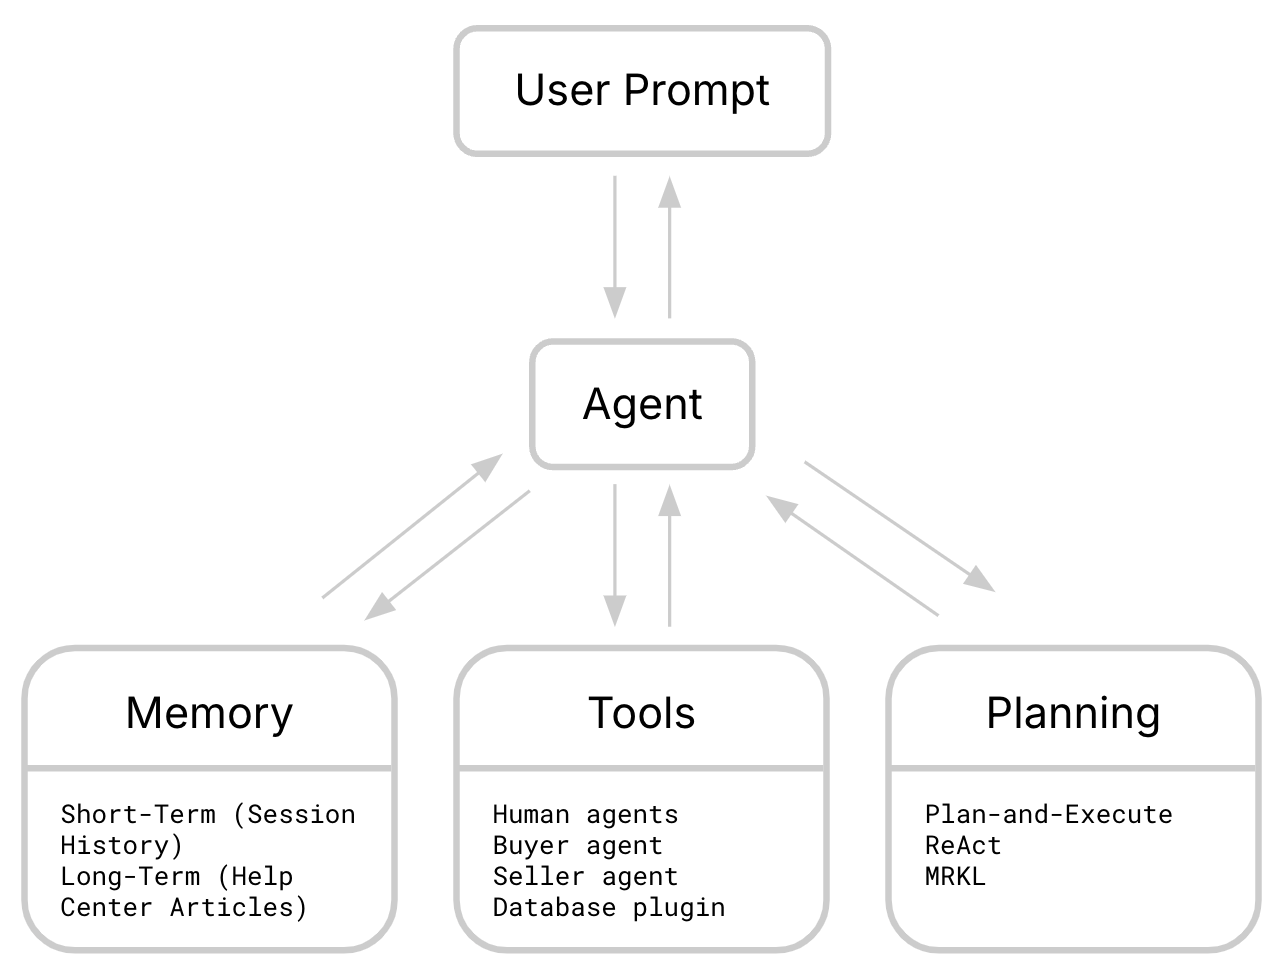 User Prompt
Agent
Memory
Short-Term (Session
History)
Long-Term (Help
Center Articles)
Tools
Human agents
Buyer agent
Seller agent
Database plugin
Planning
Plan-and-Execute
ReAct
MRKL